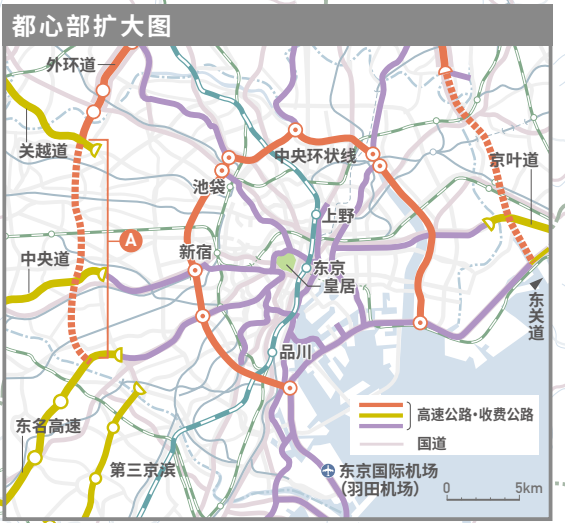 都心部扩大图
外环道
关越道
中央环状线
京叶道
池袋
上野
A
新宿
中央道
东京
皇居
东关道
品川
高速公路·收费公路
国道
东名高速
第三京滨
东京国际机场
（羽田机场）
0 5km